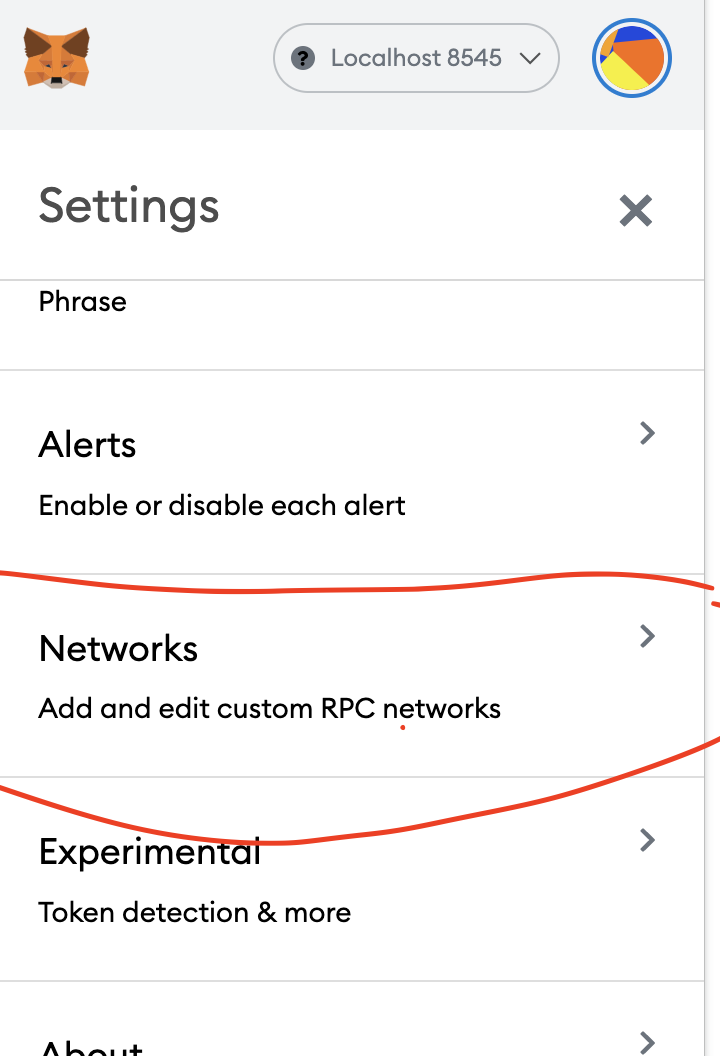 ? Localhost 8545
Settings
Phrase
Alerts
Enable or disable each alert
Networks
Add and edit custom RPC networks
Experimental
Token detection & more
About